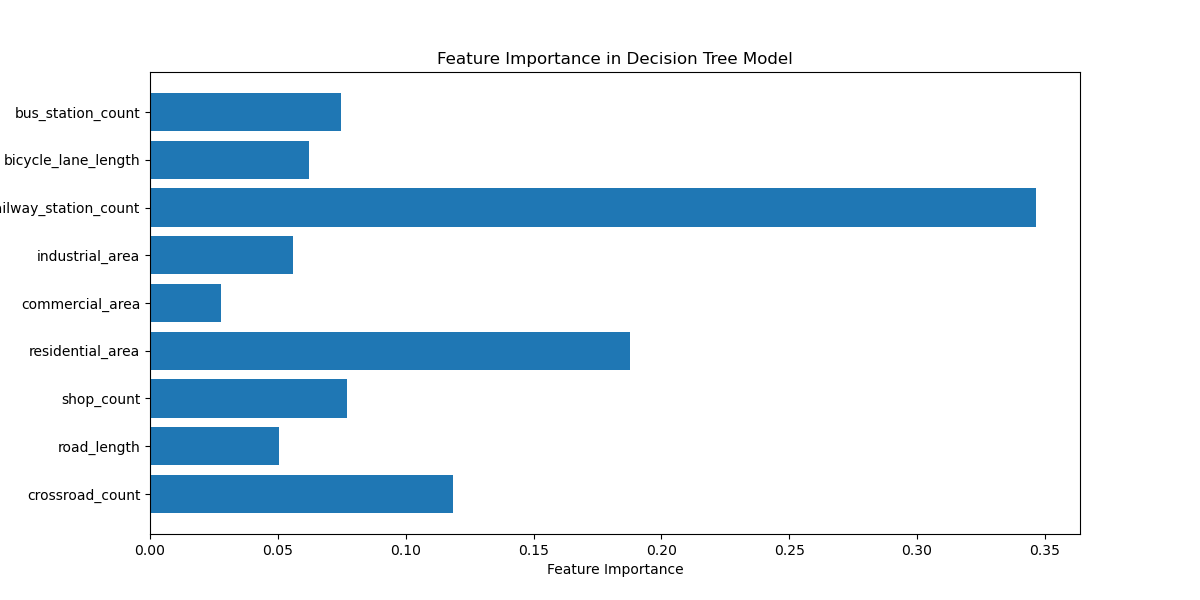 Feature Importance in Decision Tree Model
bus_station_count
bicycle_lane_length
ilway_station_count
industrial_area
commercial_area
residential_area
shop_count
road_length
crossroad_count
0.00 0.05 0.10 0.15 0.20 0.25 0.30 0.35
Feature Importance